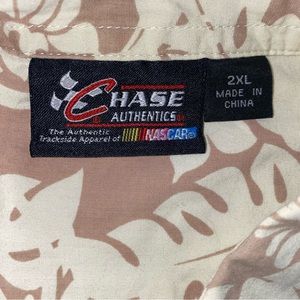 CHASE
AUTHENTICS
The Authentic
Trackside Apparel of NASCAR
2XL
MADE IN
CHINA